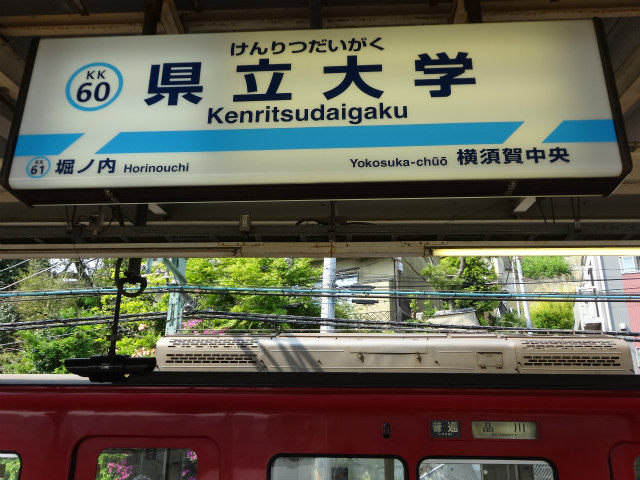 けんりつだいがく
KK
60
県立大学
Kenritsudaigaku
KK
61
堀ノ内 Horinouchi
Yokosuka-chūō 横須賀中央
普通 品川